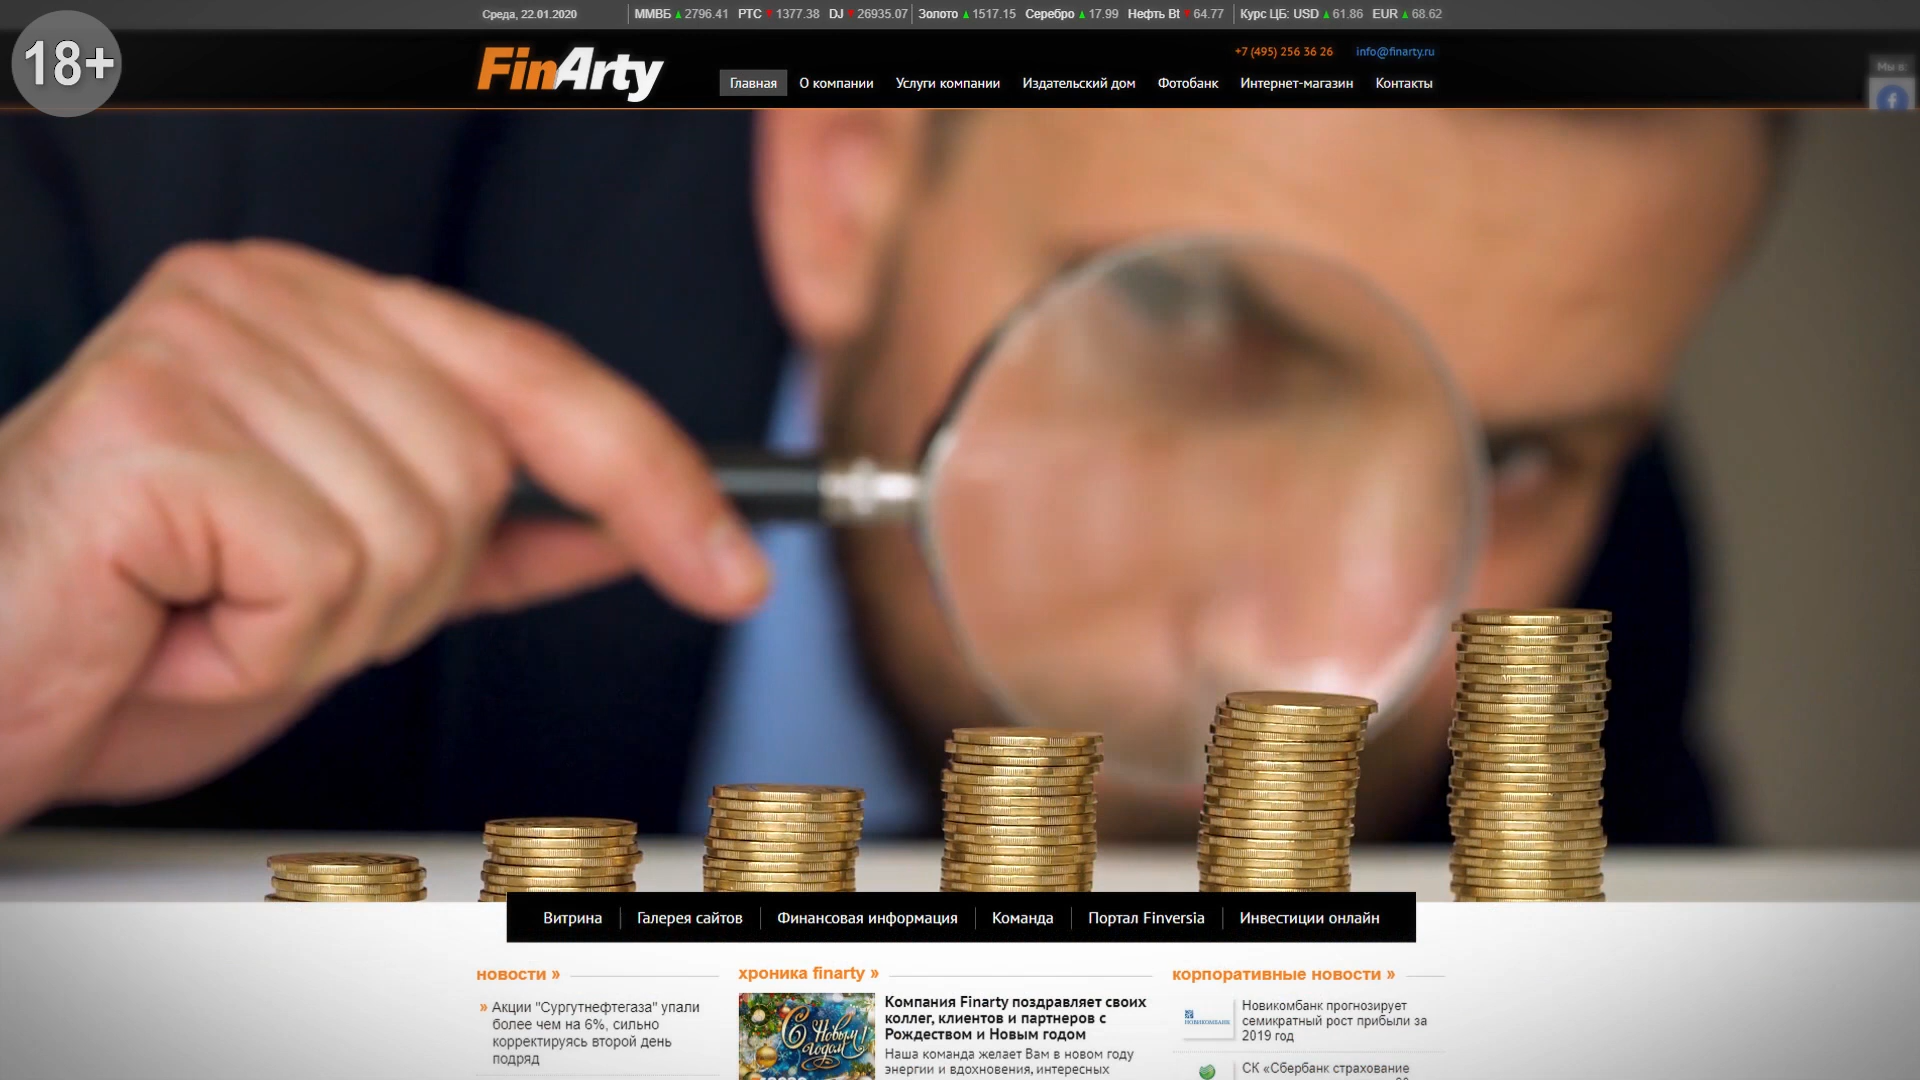 18+
Среда, 22.01.2020
ММВБ 2796.41 РТС 1377.38 DJ 26935.07 Золото 1517.15 Серебро 17.99 Нефть Bt 64.77 Курс ЦБ: USD 61.86 EUR 68.62
FinArty
+7 (495) 256 36 26 info@finarty.ru
Главная О компании Услуги компании Издательский дом Фотобанк Интернет-магазин Контакты
Мы в:
Витрина Галерея сайтов Финансовая информация Команда Портал Finversia Инвестиции онлайн
новости »
» Акции "Сургутнефтегаза" упали
более чем на 6%, сильно
корректируясь второй день
подряд
хроника finarty »
С Новым
годом!
Компания Finarty поздравляет своих
коллег, клиентов и партнеров с
Рождеством и Новым годом
Наша команда желает Вам в новом году
энергии и вдохновения, интересных
корпоративные новости »
НОВИКОМБАНК
Новикомбанк прогнозирует
семикратный рост прибыли за
2019 год
СК «Сбербанк страхование